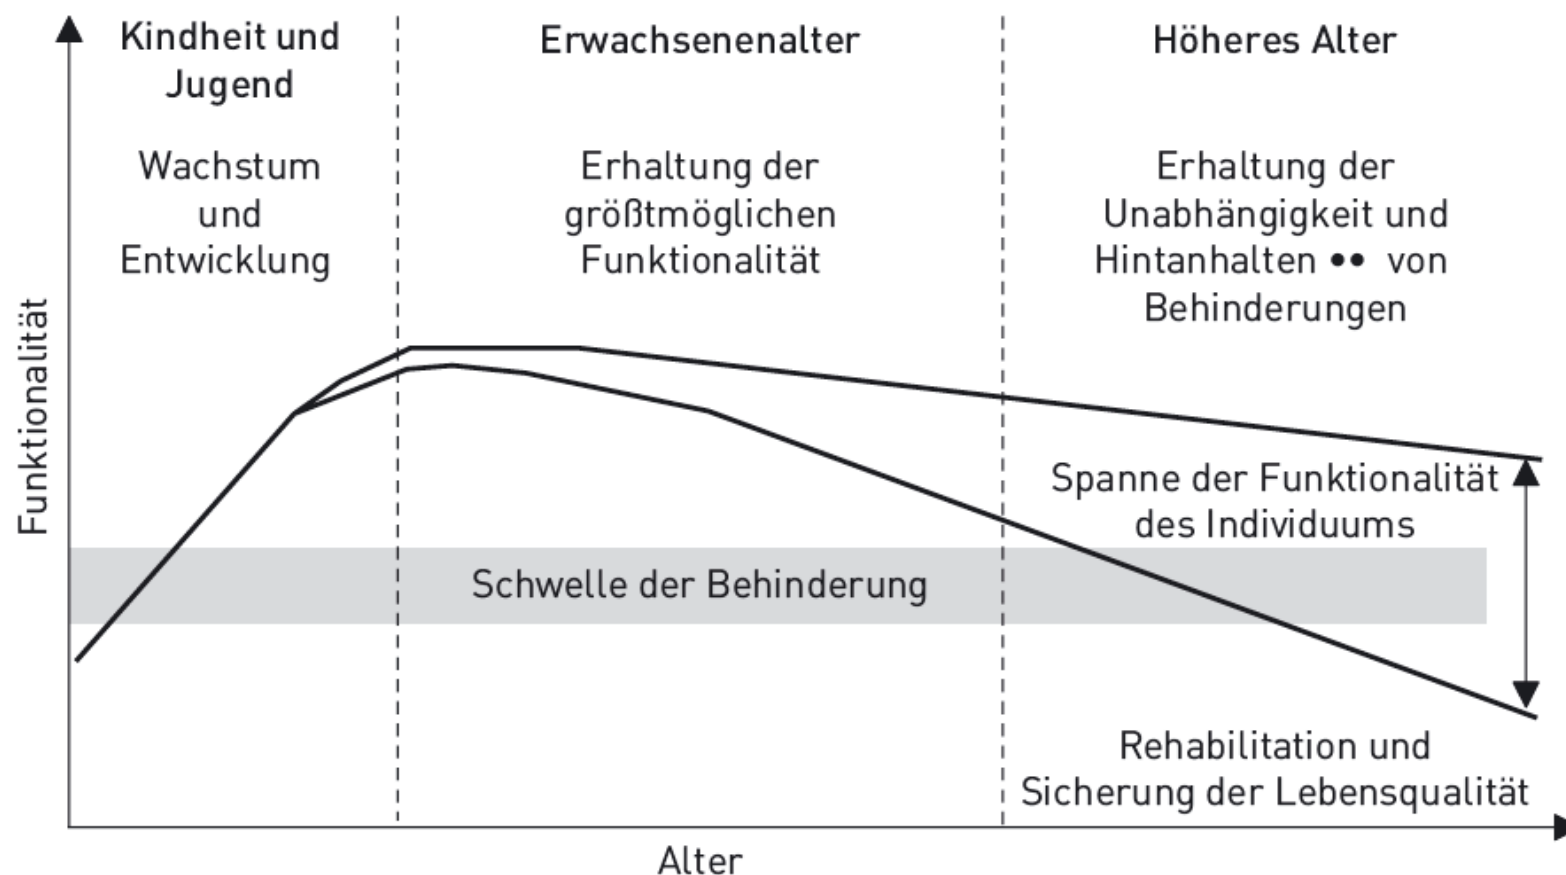 Kindheit und
Jugend
Erwachsenenalter
Höheres Alter
Wachstum
und
Entwicklung
Erhaltung der
größtmöglichen
Funktionalität
Erhaltung der
Unabhängigkeit und
Hintanhalten •• von
Behinderungen
Funktionalität
Spanne der Funktionalität
des Individuums
Schwelle der Behinderung
Rehabilitation und
Sicherung der Lebensqualität
Alter